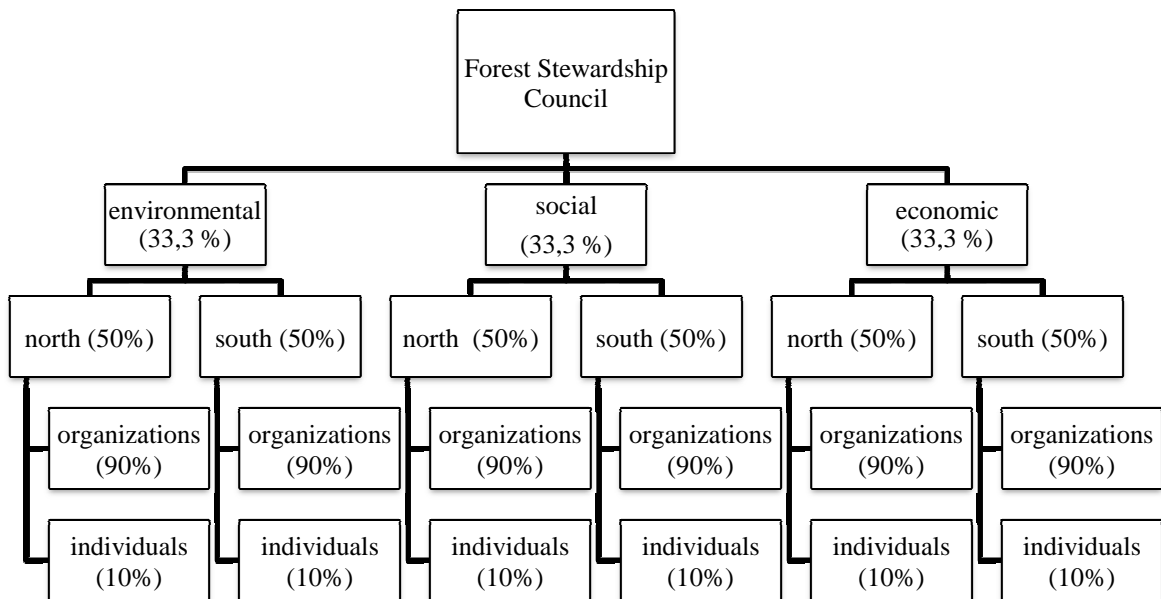 Forest Stewardship
Council
environmental
(33,3 %)
social
(33,3 %)
economic
(33,3 %)
north (50%)
south (50%)
north (50%)
south (50%)
north (50%)
south (50%)
organizations
(90%)
organizations
(90%)
organizations
(90%)
organizations
(90%)
organizations
(90%)
organizations
(90%)
individuals
(10%)
individuals
(10%)
individuals
(10%)
individuals
(10%)
individuals
(10%)
individuals
(10%)